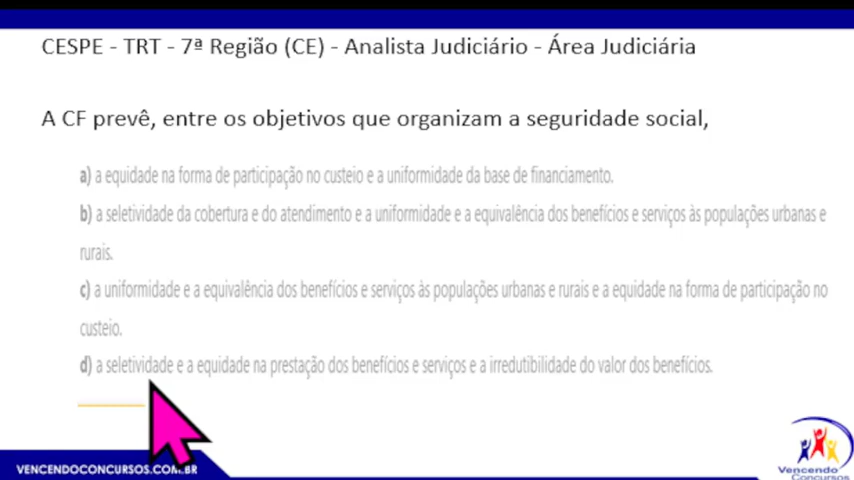 CESPE - TRT - 7ª Região (CE) - Analista Judiciário - Área Judiciária
A CF prevê, entre os objetivos que organizam a seguridade social,
a) a equidade na forma de participação no custeio e a uniformidade da base de financiamento.
b) a seletividade da cobertura e do atendimento e a uniformidade e a equivalência dos benefícios e serviços às populações urbanas e
rurais.
c) a uniformidade e a equivalência dos benefícios e serviços às populações urbanas e rurais e a equidade na forma de participação no
custeio.
d) a seletividade e a equidade na prestação dos benefícios e serviços e a irredutibilidade do valor dos benefícios.
VENCENDOCONCURSOS.COM.BR
Vencendo
Concursos